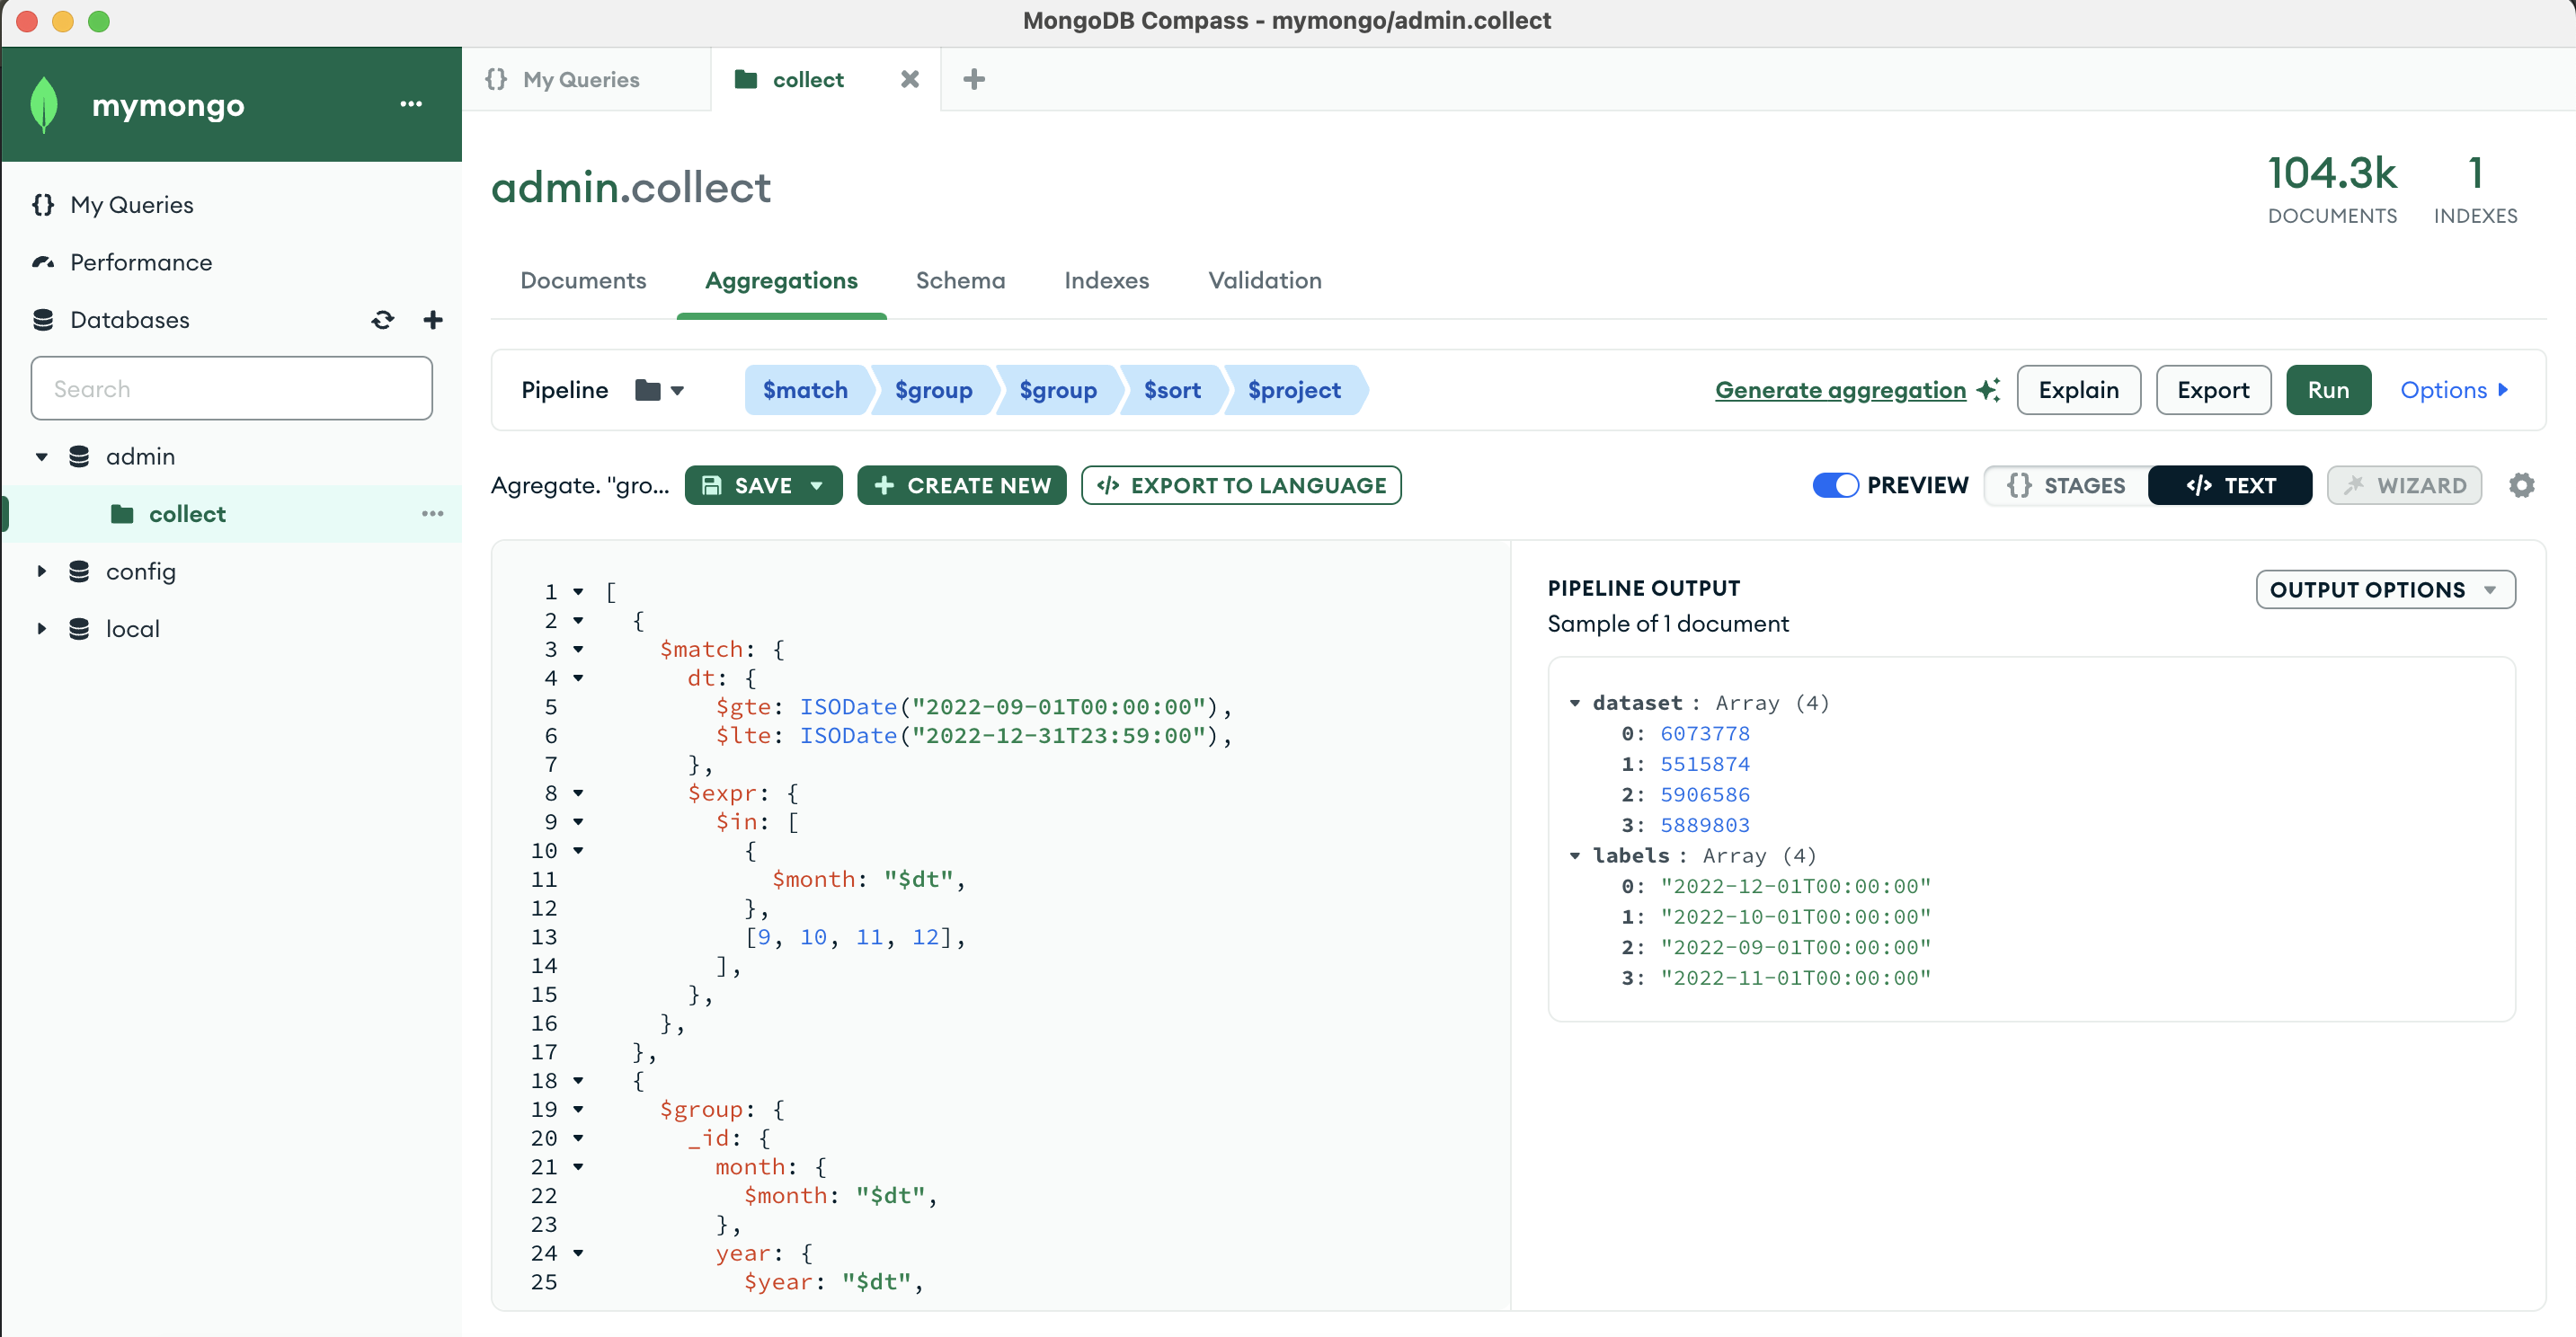 MongoDB Compass - mymongo/admin.collect
mymongo
My Queries
Performance
Databases
Search
admin
collect
config
local
My Queries
collect
admin.collect
104.3k
DOCUMENTS
1
INDEXES
Documents
Aggregations
Schema
Indexes
Validation
Pipeline
$match
$group
$group
$sort
$project
Generate aggregation
Explain
Export
Run
Options
Agregate. "gro...
SAVE
CREATE NEW
</> EXPORT TO LANGUAGE
PREVIEW
{} STAGES
</> TEXT
WIZARD
1 [
2 {
3 $match: {
4 dt: {
5 $gte: ISODate("2022-09-01T00:00:00"),
6 $lte: ISODate("2022-12-31T23:59:00"),
7 },
8 $expr: {
9 $in: [
10 {
11 $month: "$dt",
12 },
13 [9, 10, 11, 12],
14 ],
15 },
16 },
17 },
18 {
19 $group: {
20 _id: {
21 month: {
22 $month: "$dt",
23 },
24 year: {
25 $year: "$dt",
PIPELINE OUTPUT
OUTPUT OPTIONS
Sample of 1 document
dataset : Array (4)
0: 6073778
1: 5515874
2: 5906586
3: 5889803
labels : Array (4)
0: "2022-12-01T00:00:00"
1: "2022-10-01T00:00:00"
2: "2022-09-01T00:00:00"
3: "2022-11-01T00:00:00"